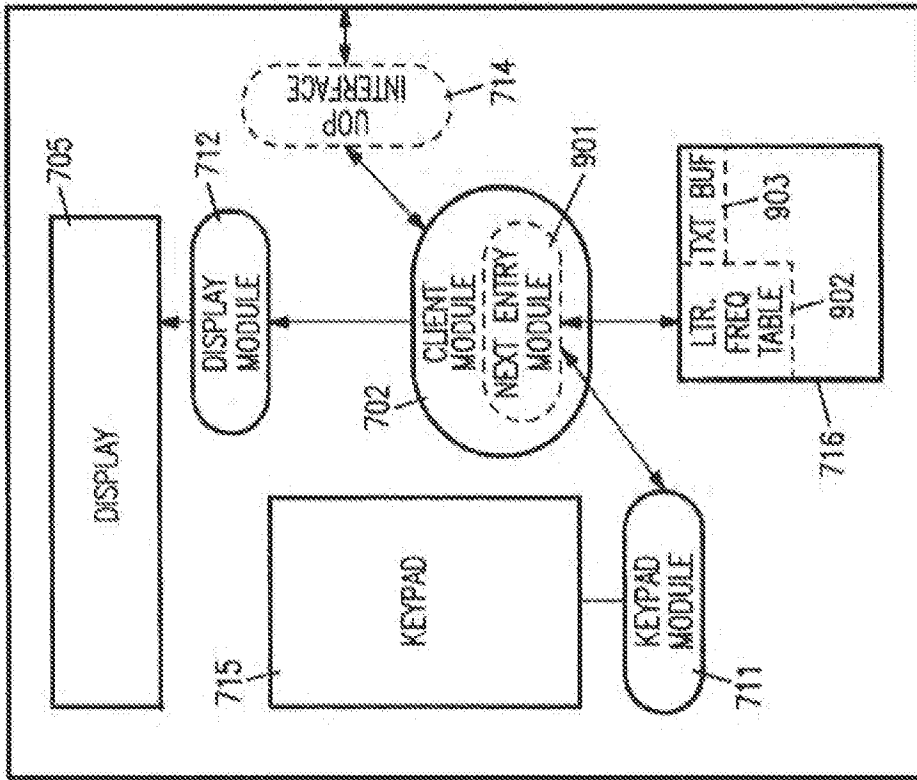 705
DISPLAY
712
DISPLAY
MODULE
UDP
INTERFACE
714
702
CLIENT
MODULE
NEXT ENTRY
MODULE
901
715
KEYPAD
KEYPAD
MODULE
711
LTR.
FREQ
TABLE
902
TXT BUF
903
716